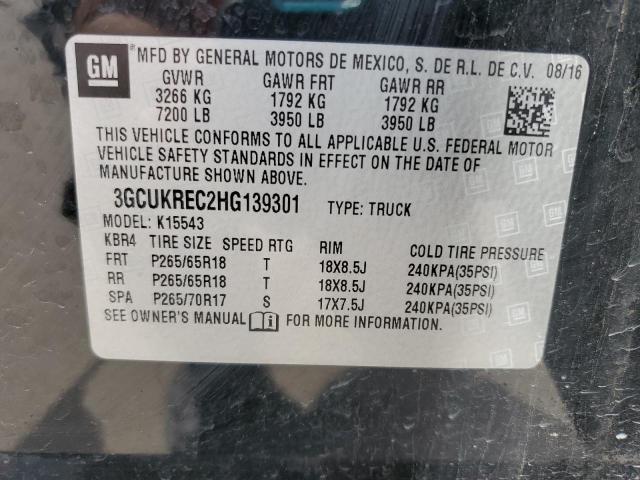 GM MFD BY GENERAL MOTORS DE MEXICO, S. DE R.L. DE C.V. 08/16
GVWR GAWR FRT GAWR RR
3266 KG 1792 KG 1792 KG
7200 LB 3950 LB 3950 LB
THIS VEHICLE CONFORMS TO ALL APPLICABLE U.S. FEDERAL MOTOR
VEHICLE SAFETY STANDARDS IN EFFECT ON THE DATE OF
MANUFACTURE SHOWN ABOVE.
3GCUKREC2HG139301 TYPE: TRUCK
MODEL: K15543
KBR4 TIRE SIZE SPEED RTG RIM COLD TIRE PRESSURE
FRT P265/65R18 T 18X8.5J 240KPA(35PSI)
RR P265/65R18 T 18X8.5J 240KPA(35PSI)
SPA P265/70R17 S 17X7.5J 240KPA(35PSI)
SEE OWNER'S MANUAL FOR MORE INFORMATION.